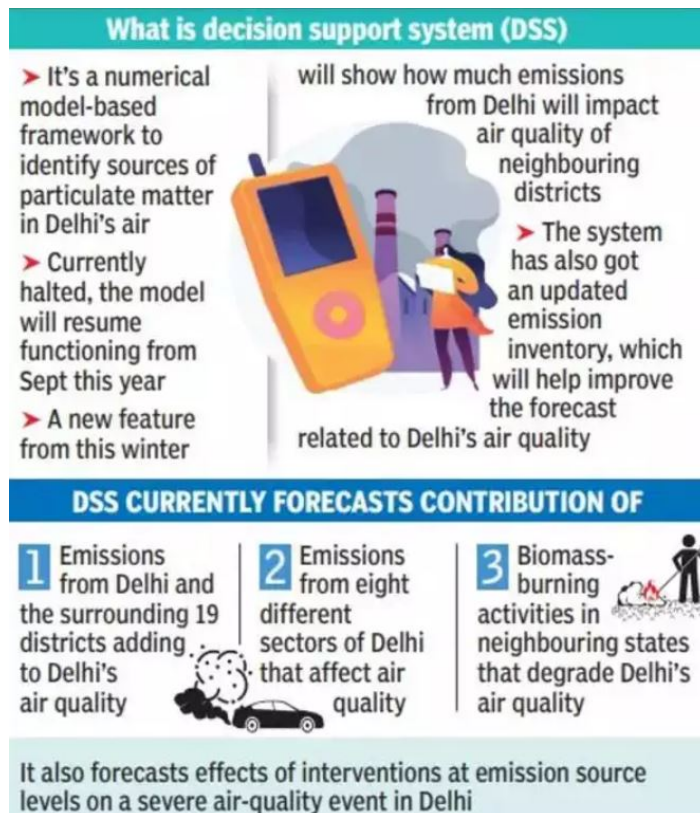 What is decision support system (DSS)
➤ It's a numerical
model-based
framework to
identify sources of
particulate matter
in Delhi's air
➤ Currently
halted, the model
will resume
functioning from
Sept this year
➤ A new feature
from this winter
will show how much emissions
from Delhi will impact
air quality of
neighbouring
districts
➤ The system
has also got
an updated
emission
inventory, which
will help improve
the forecast
related to Delhi's air quality
DSS CURRENTLY FORECASTS CONTRIBUTION OF
1 Emissions
from Delhi and
the surrounding 19
districts adding
to Delhi's
air quality
2 Emissions
from eight
different
sectors of Delhi
that affect air
quality
3 Biomass-
burning
activities in
neighbouring states
that degrade Delhi's
air quality
It also forecasts effects of interventions at emission source
levels on a severe air-quality event in Delhi